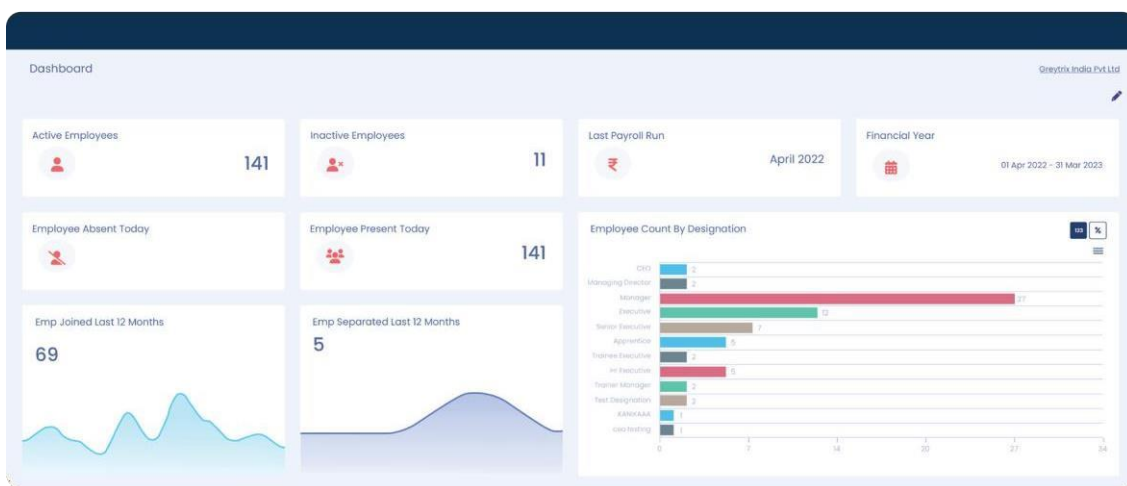 Dashboard
Greytrix India Pvt Ltd
Active Employees
141
Inactive Employees
11
Last Payroll Run
April 2022
Financial Year
01 Apr 2022 - 31 Mar 2023
Employee Absent Today
Employee Present Today
141
Employee Count By Designation
123 %
CEO 2
Managing Director 2
Manager 27
Executive 12
Senior Executive 7
Apprentice 5
Trainee Executive 2
Hr Executive 5
Trainer Manager 2
Test Designation 2
1
testing 1
0 7 14 20 27 34
Emp Joined Last 12 Months
69
Emp Separated Last 12 Months
5